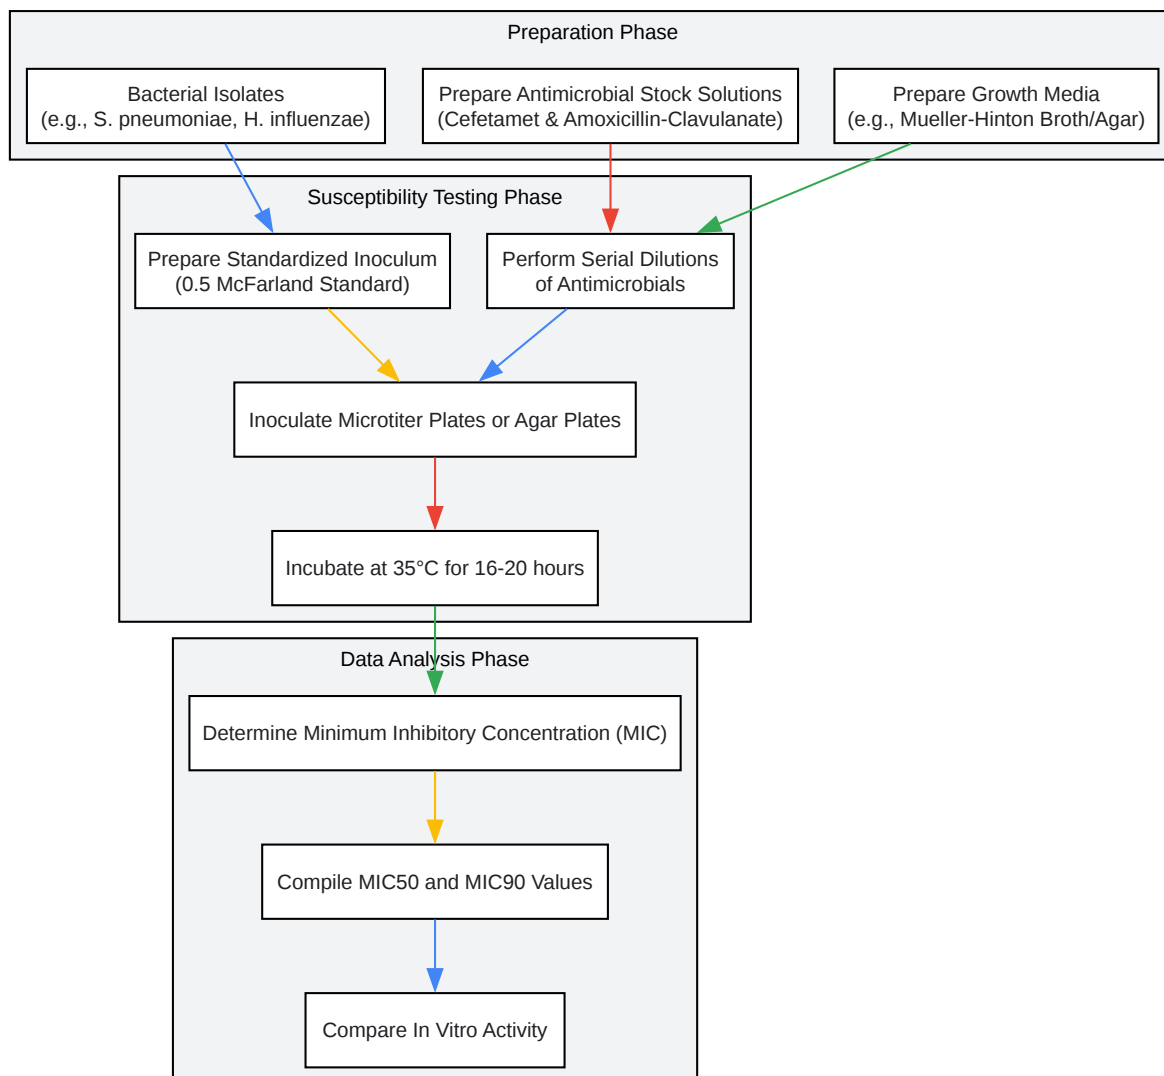 Preparation Phase
Bacterial Isolates
(e.g., S. pneumoniae, H. influenzae)
Prepare Antimicrobial Stock Solutions
(Cefetamet & Amoxicillin-Clavulanate)
Prepare Growth Media
(e.g., Mueller-Hinton Broth/Agar)
Susceptibility Testing Phase
Prepare Standardized Inoculum
(0.5 McFarland Standard)
Perform Serial Dilutions
of Antimicrobials
Inoculate Microtiter Plates or Agar Plates
Incubate at 35°C for 16-20 hours
Data Analysis Phase
Determine Minimum Inhibitory Concentration (MIC)
Compile MIC50 and MIC90 Values
Compare In Vitro Activity